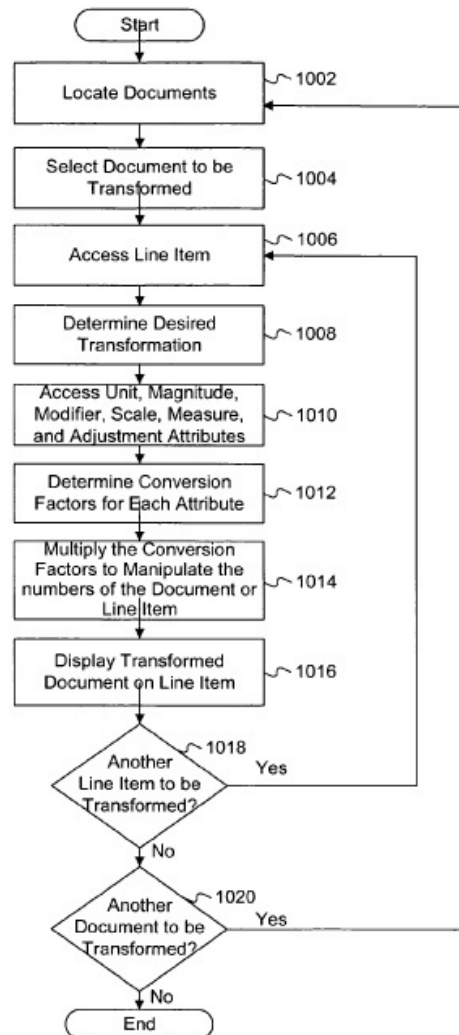 Start
Locate Documents
1002
Select Document to be
Transformed
1004
Access Line Item
1006
Determine Desired
Transformation
1008
Access Unit, Magnitude,
Modifier, Scale, Measure,
and Adjustment Attributes
1010
Determine Conversion
Factors for Each Attribute
1012
Multiply the Conversion
Factors to Manipulate the
numbers of the Document or
Line Item
1014
Display Transformed
Document on Line Item
1016
Another
Line Item to be
Transformed?
1018
Yes
No
Another
Document to be
Transformed?
1020
Yes
No
End